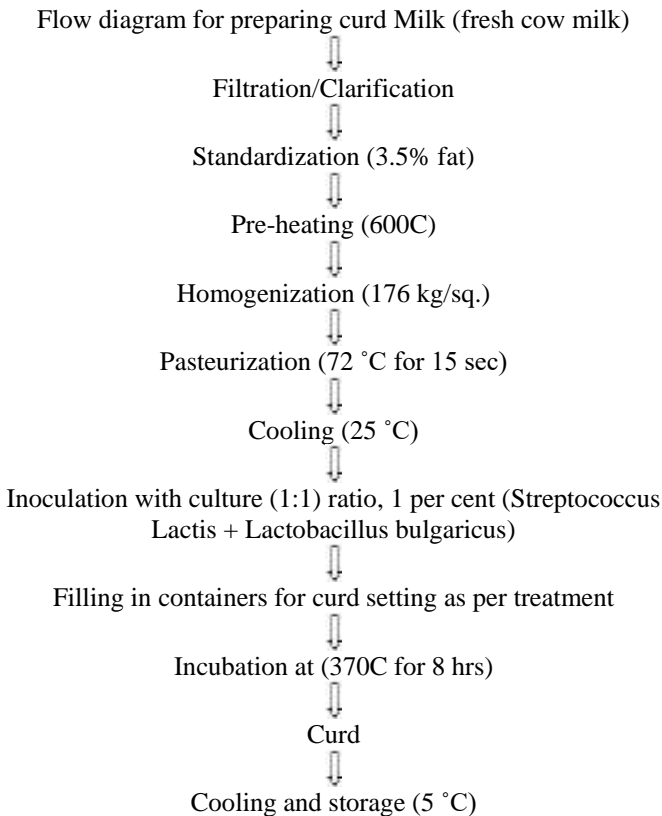 Flow diagram for preparing curd Milk (fresh cow milk)
Filtration/Clarification
Standardization (3.5% fat)
Pre-heating (600C)
Homogenization (176 kg/sq.)
Pasteurization (72 ˚C for 15 sec)
Cooling (25 ˚C)
Inoculation with culture (1:1) ratio, 1 per cent (Streptococcus
Lactis + Lactobacillus bulgaricus)
Filling in containers for curd setting as per treatment
Incubation at (370C for 8 hrs)
Curd
Cooling and storage (5 ˚C)